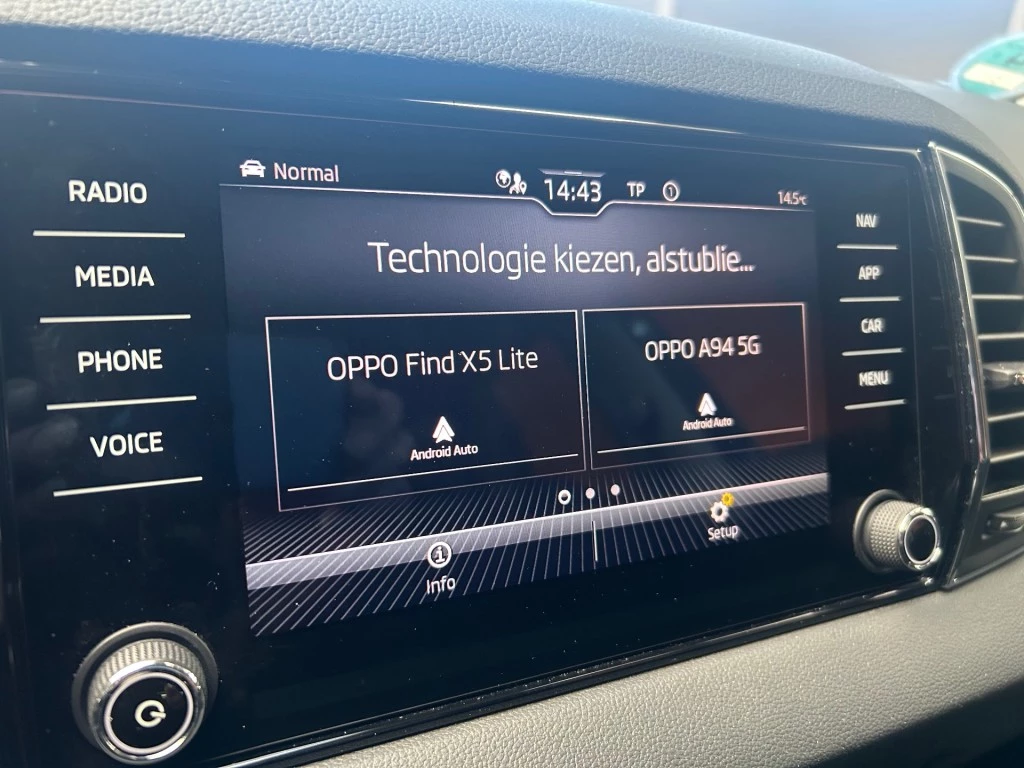 Normal
14:43
TP
1
14.5°C
RADIO
MEDIA
PHONE
VOICE
NAV
APP
CAR
MENU
Technologie kiezen, alstublie...
OPPO Find X5 Lite
Android Auto
OPPO A94 5G
Android Auto
Info
Setup